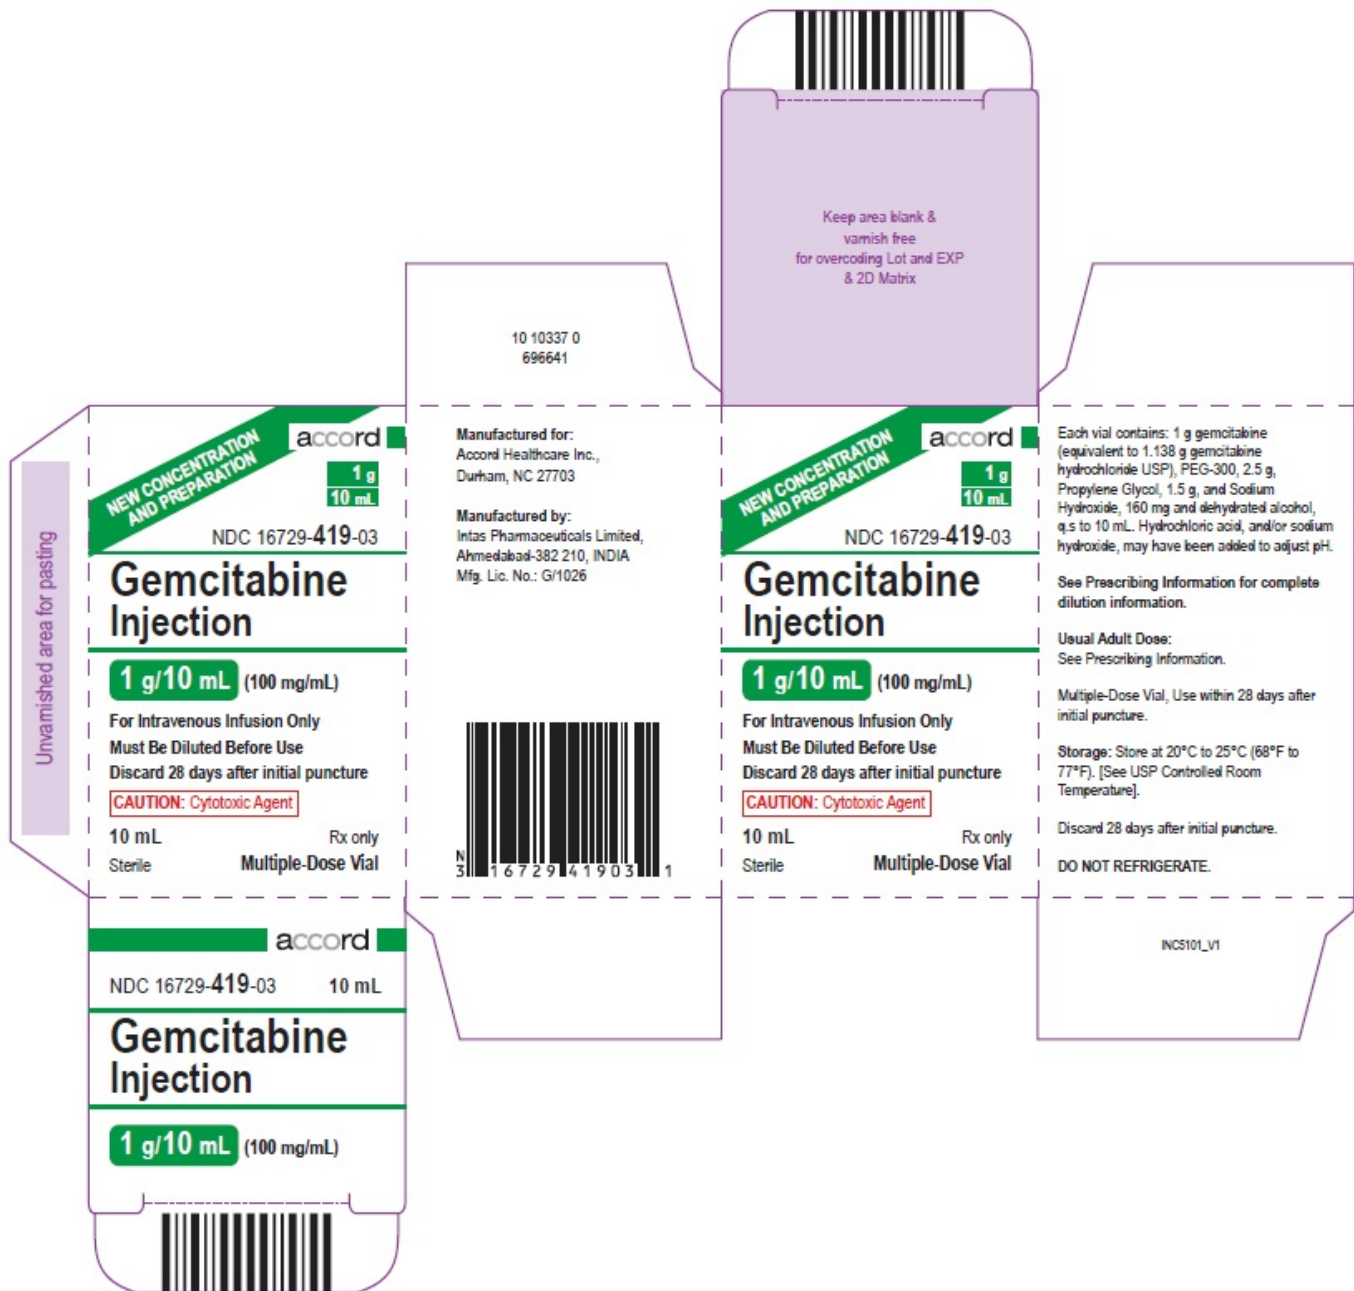 Keep area blank &
varnish free
for overcoding Lot and EXP
& 2D Matrix
10 10337 0
696641
Unvarnished area for pasting
NEW CONCENTRATION
AND PREPARATION
accord
1 g
10 mL
NDC 16729-419-03
Gemcitabine
Injection
1 g/10 mL (100 mg/mL)
For Intravenous Infusion Only
Must Be Diluted Before Use
Discard 28 days after initial puncture
CAUTION: Cytotoxic Agent
10 mL Rx only
Sterile Multiple-Dose Vial
Manufactured for:
Accord Healthcare Inc.,
Durham, NC 27703
Manufactured by:
Intas Pharmaceuticals Limited,
Ahmedabad-382 210, INDIA
Mfg. Lic. No.: G/1026
N
3 16729 41903 1
NEW CONCENTRATION
AND PREPARATION
accord
1 g
10 mL
NDC 16729-419-03
Gemcitabine
Injection
1 g/10 mL (100 mg/mL)
For Intravenous Infusion Only
Must Be Diluted Before Use
Discard 28 days after initial puncture
CAUTION: Cytotoxic Agent
10 mL Rx only
Sterile Multiple-Dose Vial
Each vial contains: 1 g gemcitabine
(equivalent to 1.138 g gemcitabine
hydrochloride USP), PEG-300, 2.5 g,
Propylene Glycol, 1.5 g, and Sodium
Hydroxide, 160 mg and dehydrated alcohol,
q.s to 10 mL. Hydrochloric acid, and/or sodium
hydroxide, may have been added to adjust pH.
See Prescribing Information for complete
dilution information.
Usual Adult Dose:
See Prescribing Information.
Multiple-Dose Vial, Use within 28 days after
initial puncture.
Storage: Store at 20°C to 25°C (68°F to
77°F). [See USP Controlled Room
Temperature].
Discard 28 days after initial puncture.
DO NOT REFRIGERATE.
accord
NDC 16729-419-03 10 mL
Gemcitabine
Injection
1 g/10 mL (100 mg/mL)
INC5101_V1